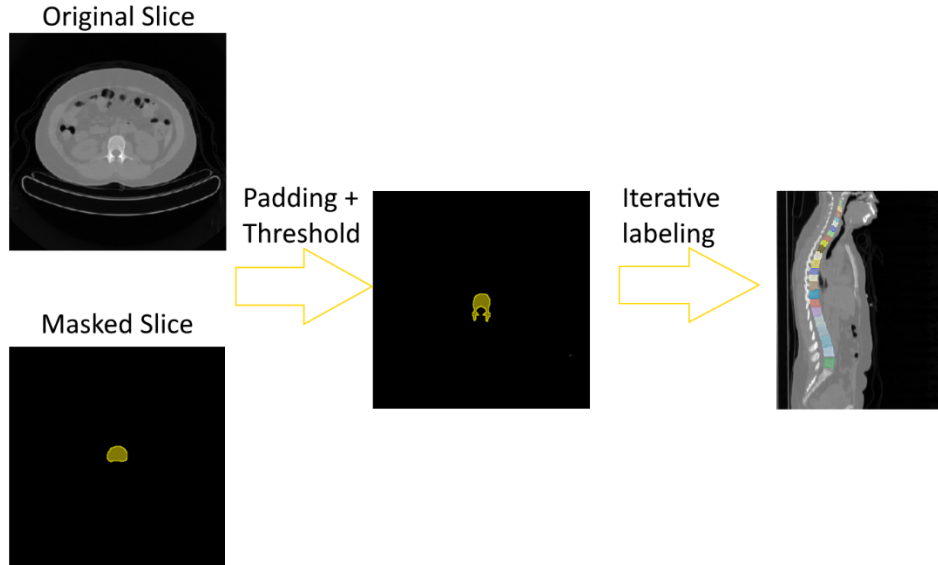 Original Slice
Padding +
Threshold
Iterative
labeling
Masked Slice